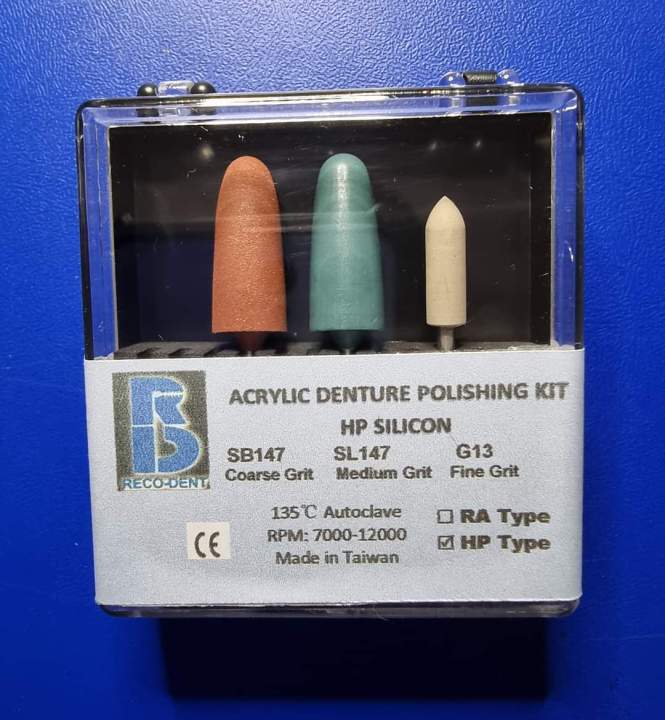 ACRYLIC DENTURE POLISHING KIT
HP SILICON
SB147 SL147 G13
Coarse Grit Medium Grit Fine Grit
RD
RECO-DENT
135℃ Autoclave
RPM: 7000-12000
Made in Taiwan
CE
☐ RA Type
☑ HP Type